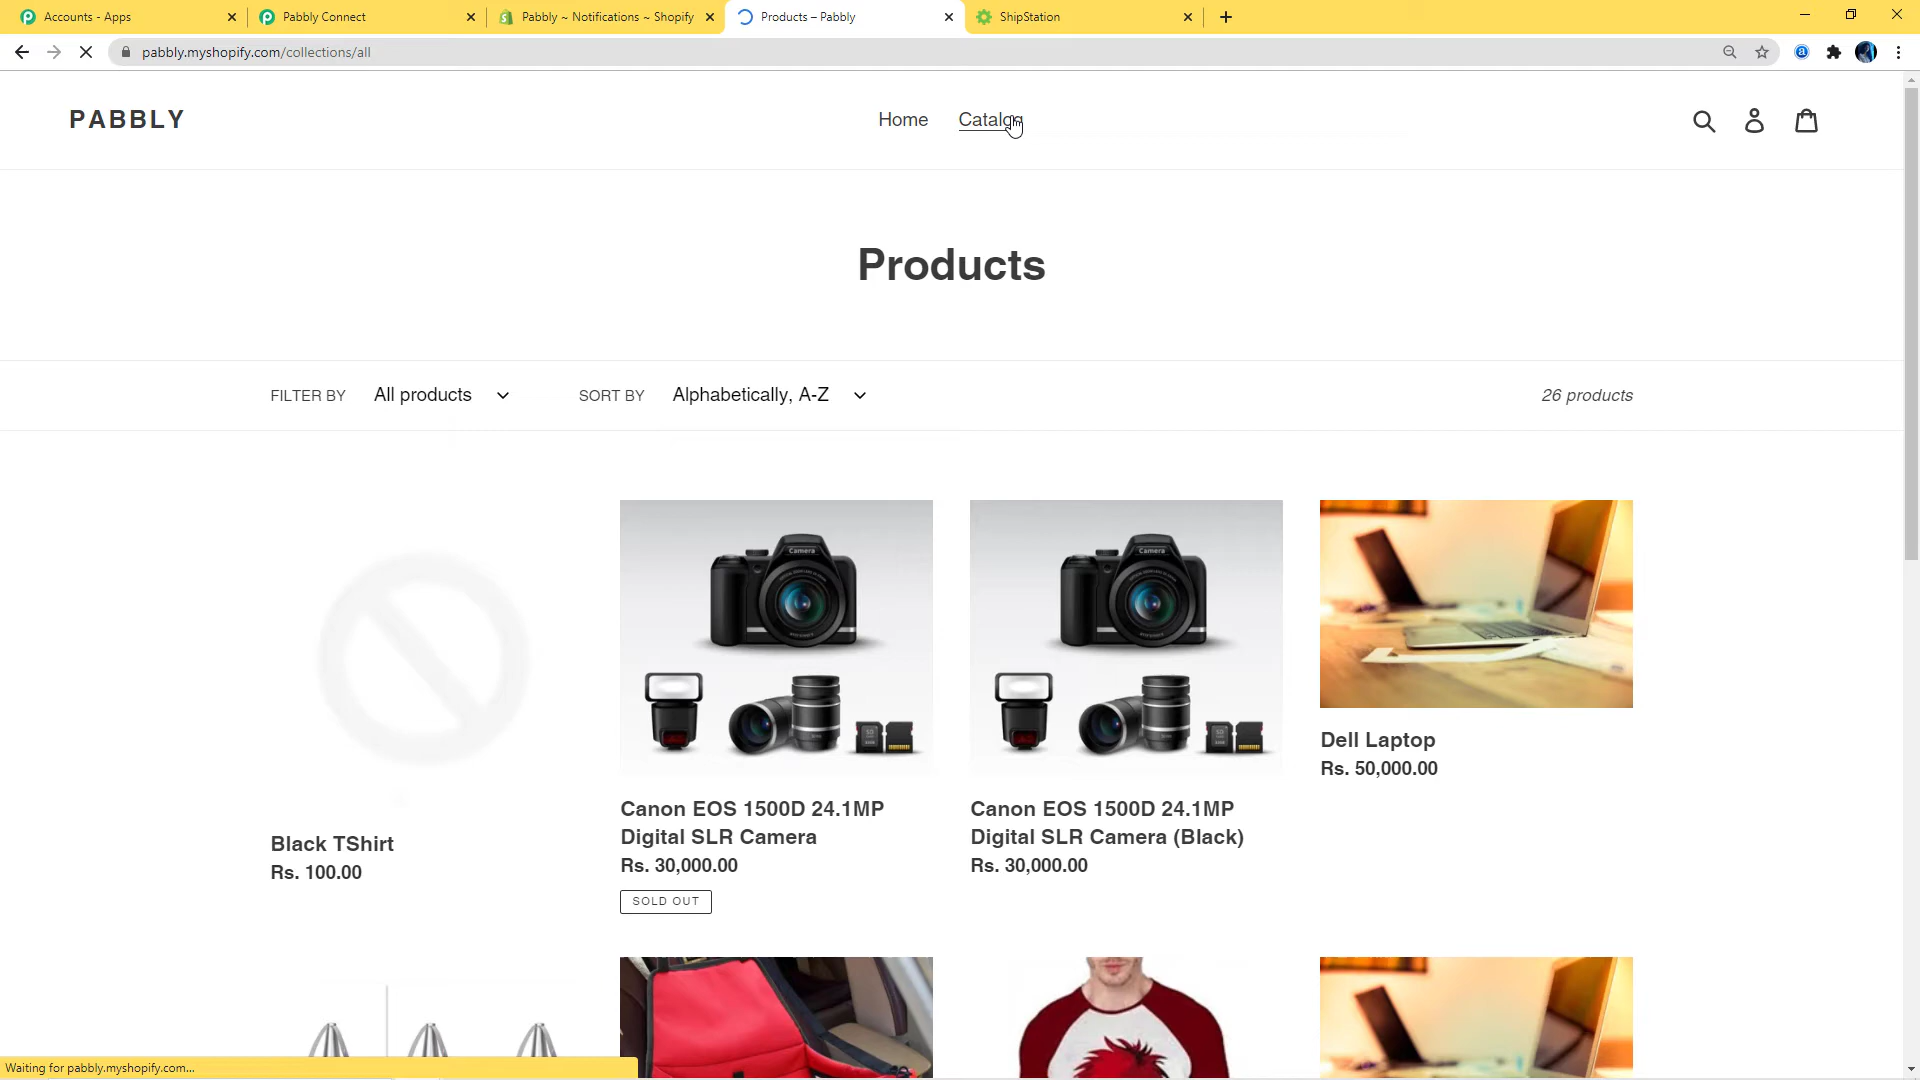 Accounts - Apps
Pabbly Connect
Pabbly ~ Notifications ~ Shopify
Products – Pabbly
ShipStation
pabbly.myshopify.com/collections/all
PABBLY
Home
Catalog
Products
FILTER BY
All products
SORT BY
Alphabetically, A-Z
26 products
Camera
Camera
Dell Laptop
Rs. 50,000.00
Canon EOS 1500D 24.1MP
Digital SLR Camera
Rs. 30,000.00
SOLD OUT
Canon EOS 1500D 24.1MP
Digital SLR Camera (Black)
Rs. 30,000.00
Black TShirt
Rs. 100.00
Waiting for pabbly.myshopify.com...